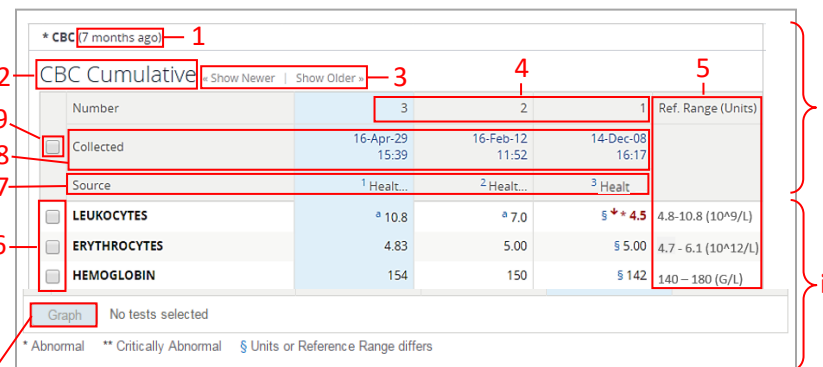 * CBC (7 months ago) 1
2 CBC Cumulative « Show Newer | Show Older » 3 4 5
Number 3 2 1 Ref. Range (Units)
9 Collected 16-Apr-29 15:39 16-Feb-12 11:52 14-Dec-08 16:17
8
7 Source 1 Healt... 2 Healt... 3 Healt
LEUKOCYTES a 10.8 a 7.0 § * 4.5 4.8-10.8 (10^9/L)
6 ERYTHROCYTES 4.83 5.00 § 5.00 4.7 - 6.1 (10^12/L)
HEMOGLOBIN 154 150 § 142 140 – 180 (G/L)
Graph No tests selected
* Abnormal ** Critically Abnormal § Units or Reference Range differs